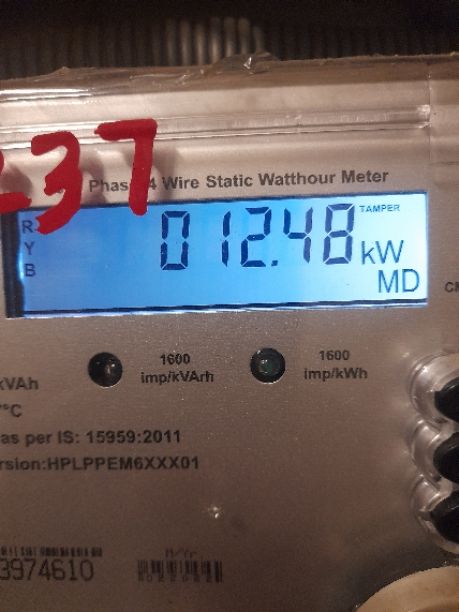 237
Phase 4 Wire Static Watthour Meter
R
Y
B
012.48 kW
TAMPER
MD
1600
imp/kVArh
1600
imp/kWh
kVAh
°C
as per IS: 15959:2011
rsion:HPLPPEM6XXX01
3974610
M/Yr